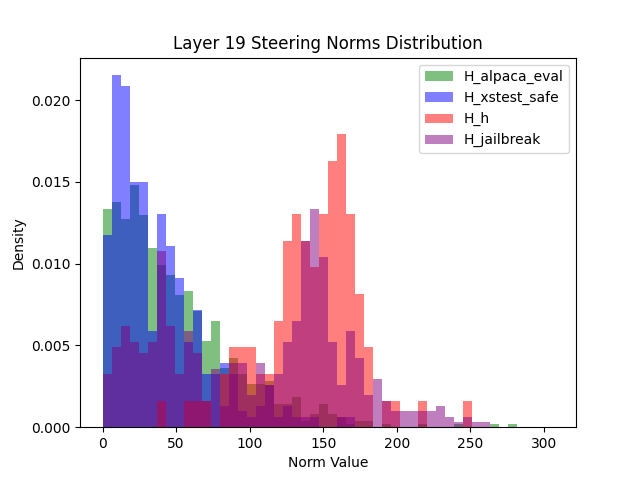 Layer 19 Steering Norms Distribution
H_alpaca_eval
H_xstest_safe
H_h
H_jailbreak
Density
0.020
0.015
0.010
0.005
0.000
0
50
100
150
200
250
300
Norm Value